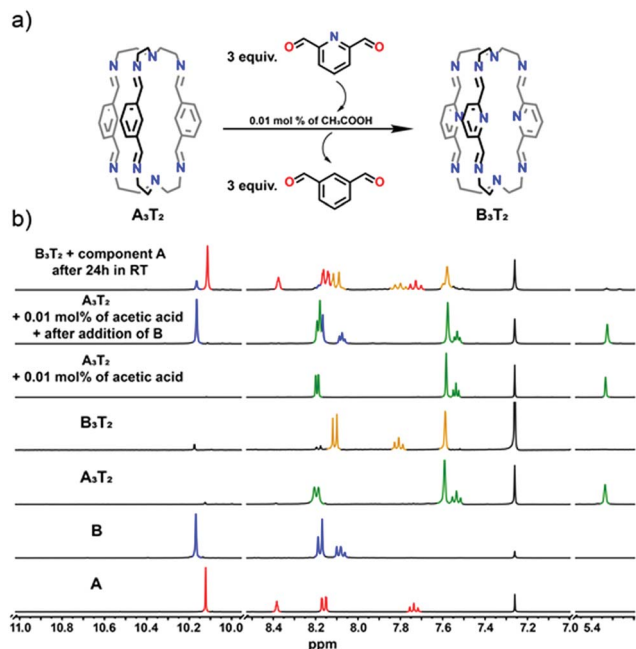 a)
N N N N N N
O N O
3 equiv.
0.01 mol % of CH₃COOH
3 equiv.
O O
N N N N N N
N N N N N N
N N N
N N N N N N
A₃T₂
B₃T₂
b)
B₃T₂ + component A
after 24h in RT
A₃T₂
+ 0.01 mol% of acetic acid
+ after addition of B
A₃T₂
+ 0.01 mol% of acetic acid
B₃T₂
A₃T₂
B
A
11.0 10.8 10.6 10.4 10.2 10.0 8.4 8.2 8.0 7.8 7.6 7.4 7.2 7.0 5.4
ppm